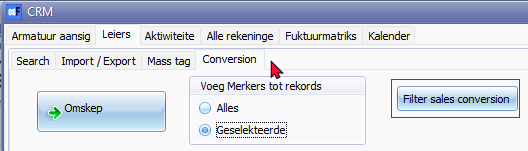 CRM
Armatuur aansig Leiers Aktiwiteite Alle rekeninge Fuktuurmatriks Kalender
Search Import / Export Mass tag Conversion
Voeg Merkers tot rekords
Omskep
Alles
Geselekteerde
Filter sales conversion